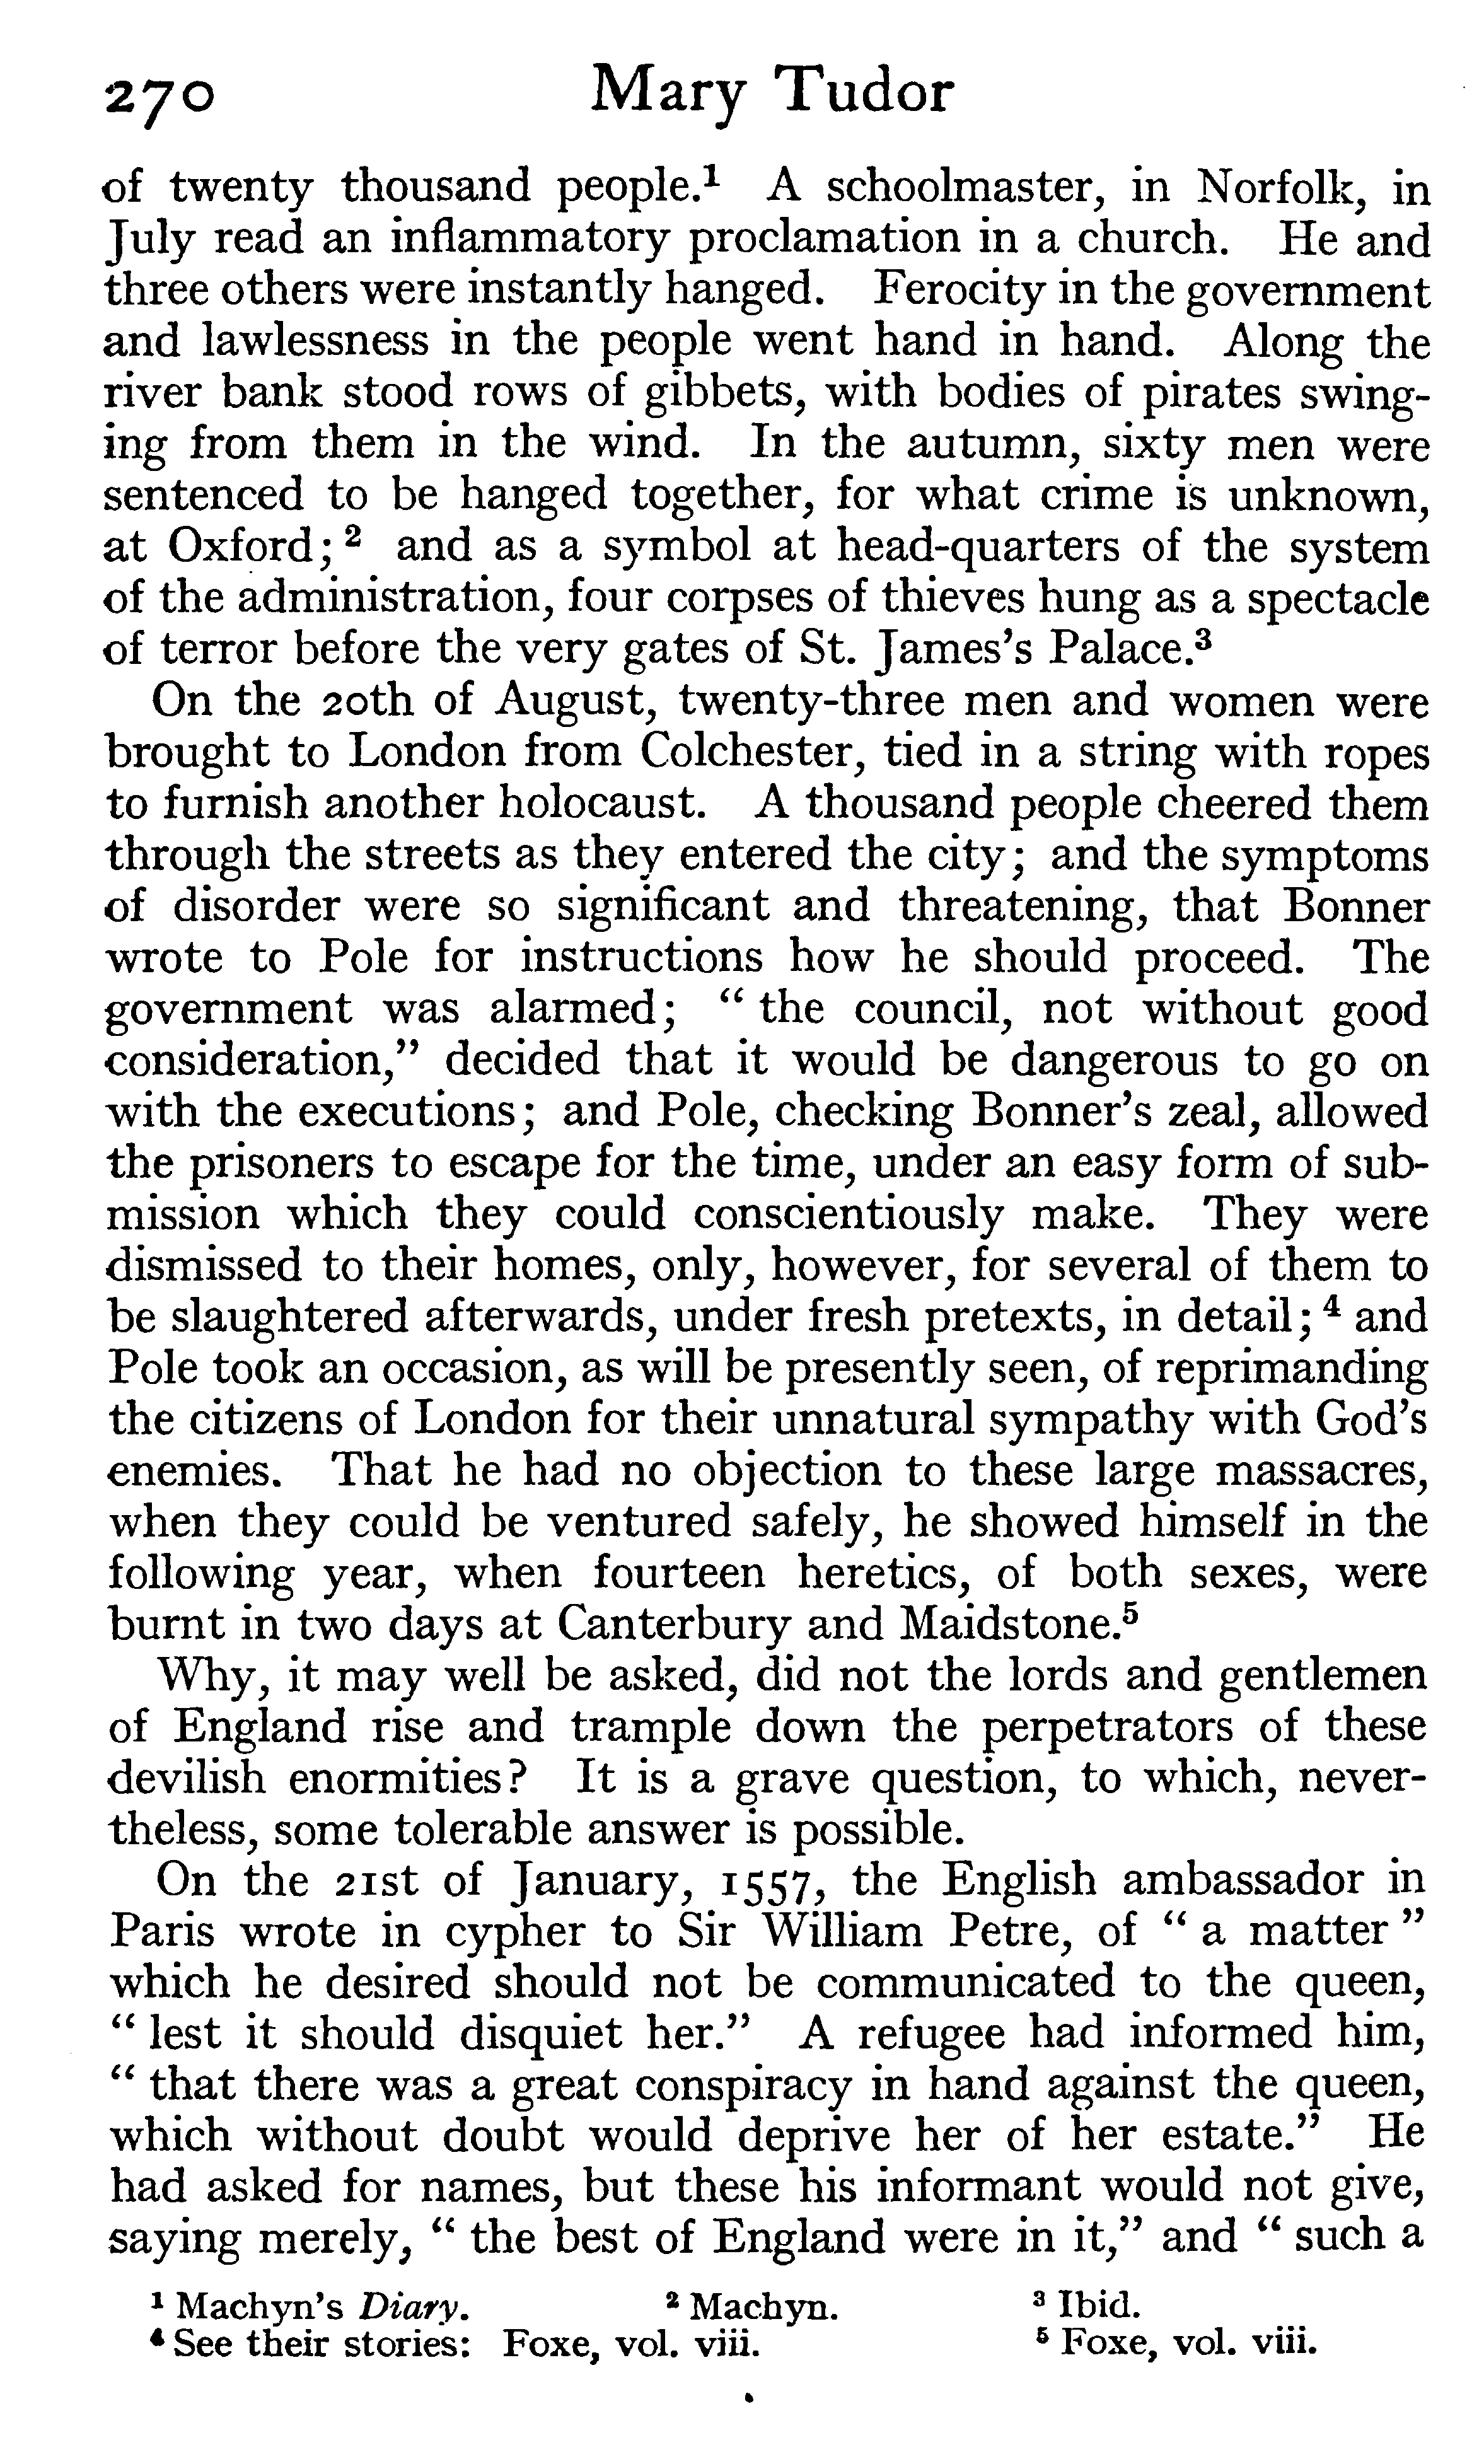 270 Mary Tudor
of twenty thousand people.¹ A schoolmaster, in Norfolk, in
July read an inflammatory proclamation in a church. He and
three others were instantly hanged. Ferocity in the government
and lawlessness in the people went hand in hand. Along the
river bank stood rows of gibbets, with bodies of pirates swing-
ing from them in the wind. In the autumn, sixty men were
sentenced to be hanged together, for what crime is unknown,
at Oxford; ² and as a symbol at head-quarters of the system
of the administration, four corpses of thieves hung as a spectacle
of terror before the very gates of St. James's Palace.³
On the 20th of August, twenty-three men and women were
brought to London from Colchester, tied in a string with ropes
to furnish another holocaust. A thousand people cheered them
through the streets as they entered the city; and the symptoms
of disorder were so significant and threatening, that Bonner
wrote to Pole for instructions how he should proceed. The
government was alarmed; “ the council, not without good
consideration,” decided that it would be dangerous to go on
with the executions; and Pole, checking Bonner's zeal, allowed
the prisoners to escape for the time, under an easy form of sub-
mission which they could conscientiously make. They were
dismissed to their homes, only, however, for several of them to
be slaughtered afterwards, under fresh pretexts, in detail; ⁴ and
Pole took an occasion, as will be presently seen, of reprimanding
the citizens of London for their unnatural sympathy with God's
enemies. That he had no objection to these large massacres,
when they could be ventured safely, he showed himself in the
following year, when fourteen heretics, of both sexes, were
burnt in two days at Canterbury and Maidstone.⁵
Why, it may well be asked, did not the lords and gentlemen
of England rise and trample down the perpetrators of these
devilish enormities? It is a grave question, to which, never-
theless, some tolerable answer is possible.
On the 21st of January, 1557, the English ambassador in
Paris wrote in cypher to Sir William Petre, of “ a matter ”
which he desired should not be communicated to the queen,
“ lest it should disquiet her.” A refugee had informed him,
“ that there was a great conspiracy in hand against the queen,
which without doubt would deprive her of her estate.” He
had asked for names, but these his informant would not give,
saying merely, “ the best of England were in it,” and “ such a
¹ Machyn's Diary. ² Machyn. ³ Ibid.
⁴ See their stories: Foxe, vol. viii. ⁵ Foxe, vol. viii.